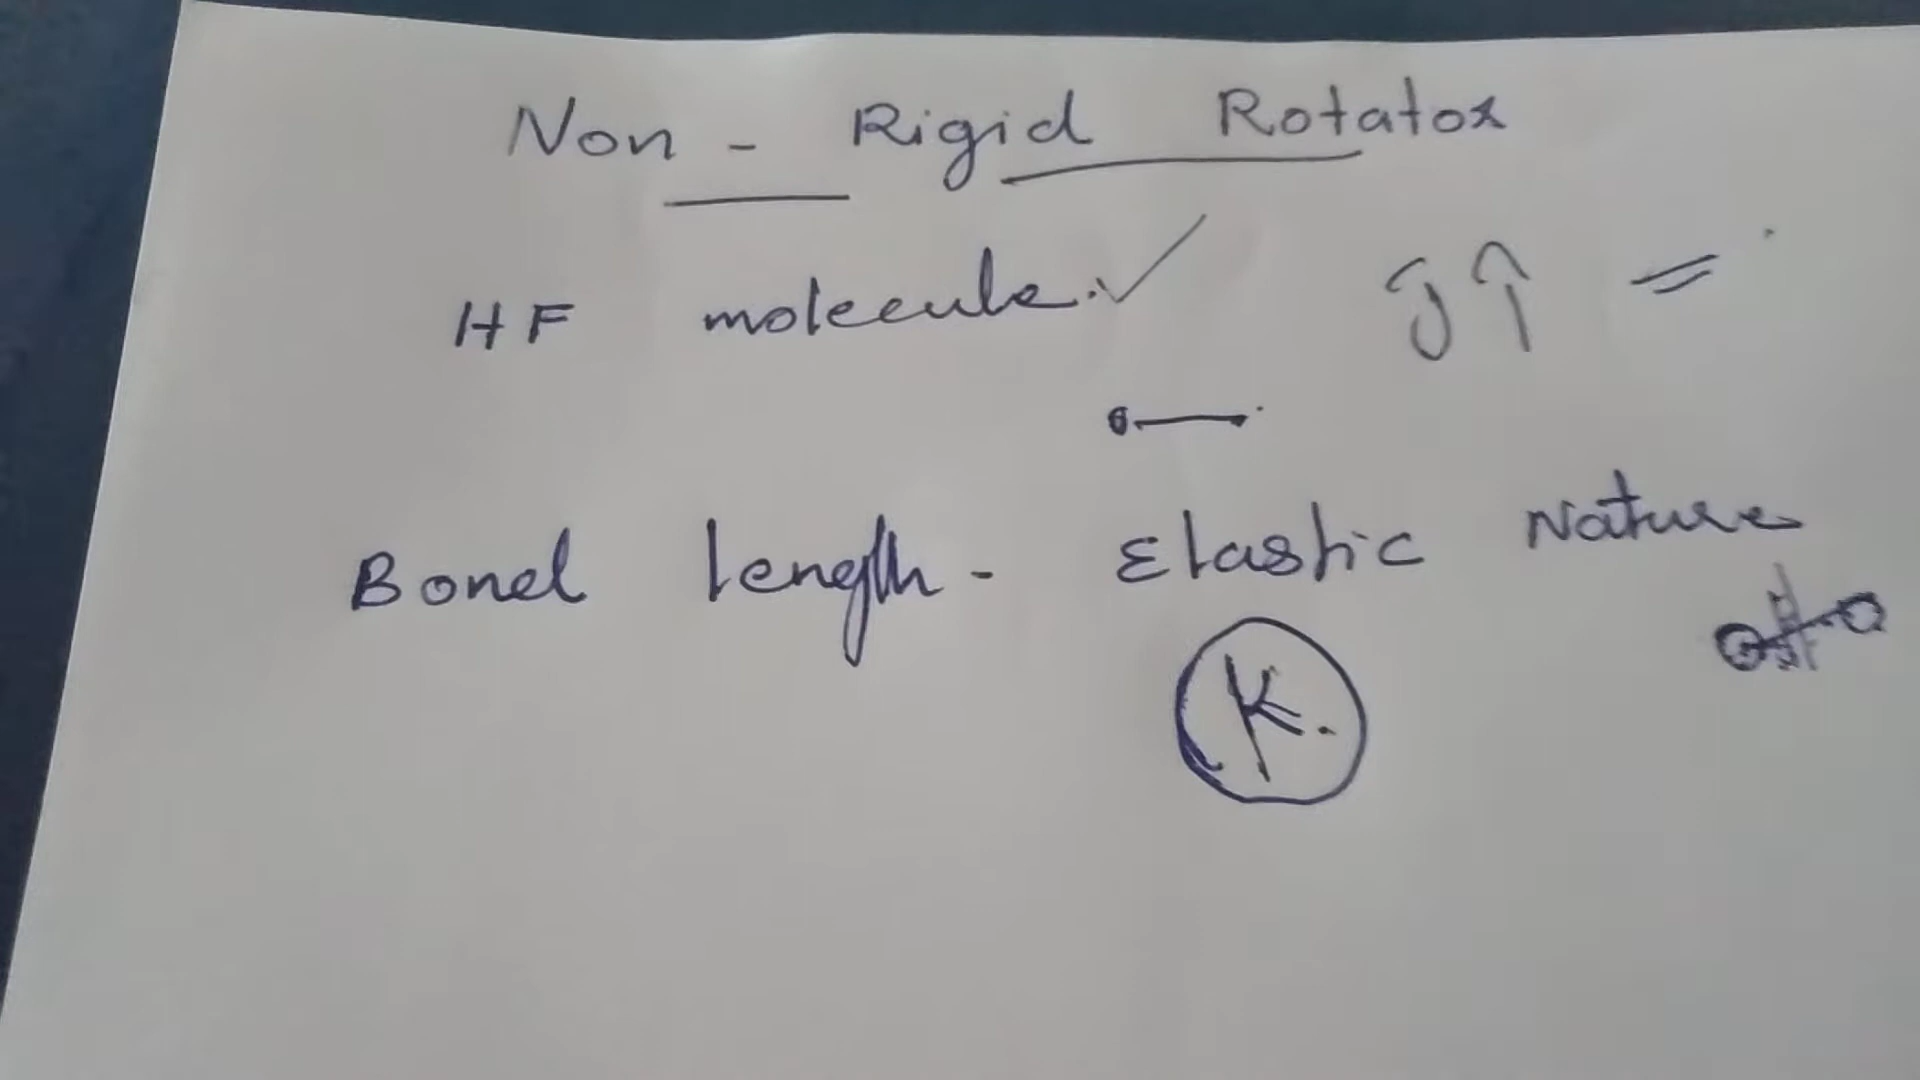 Non - Rigid Rotator
HF molecule. J↑ =
Bond length - Elastic Nature
K.